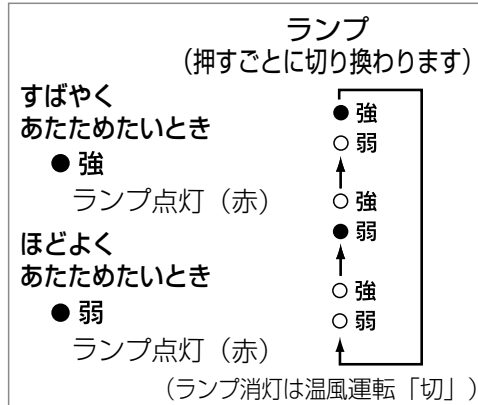 ランプ
(押すごとに切り換わります)
すばやく
あたためたいとき
● 強
ランプ点灯(赤)
ほどよく
あたためたいとき
● 弱
ランプ点灯(赤)
● 強
○ 弱
○ 強
● 弱
○ 強
○ 弱
(ランプ消灯は温風運転「切」)